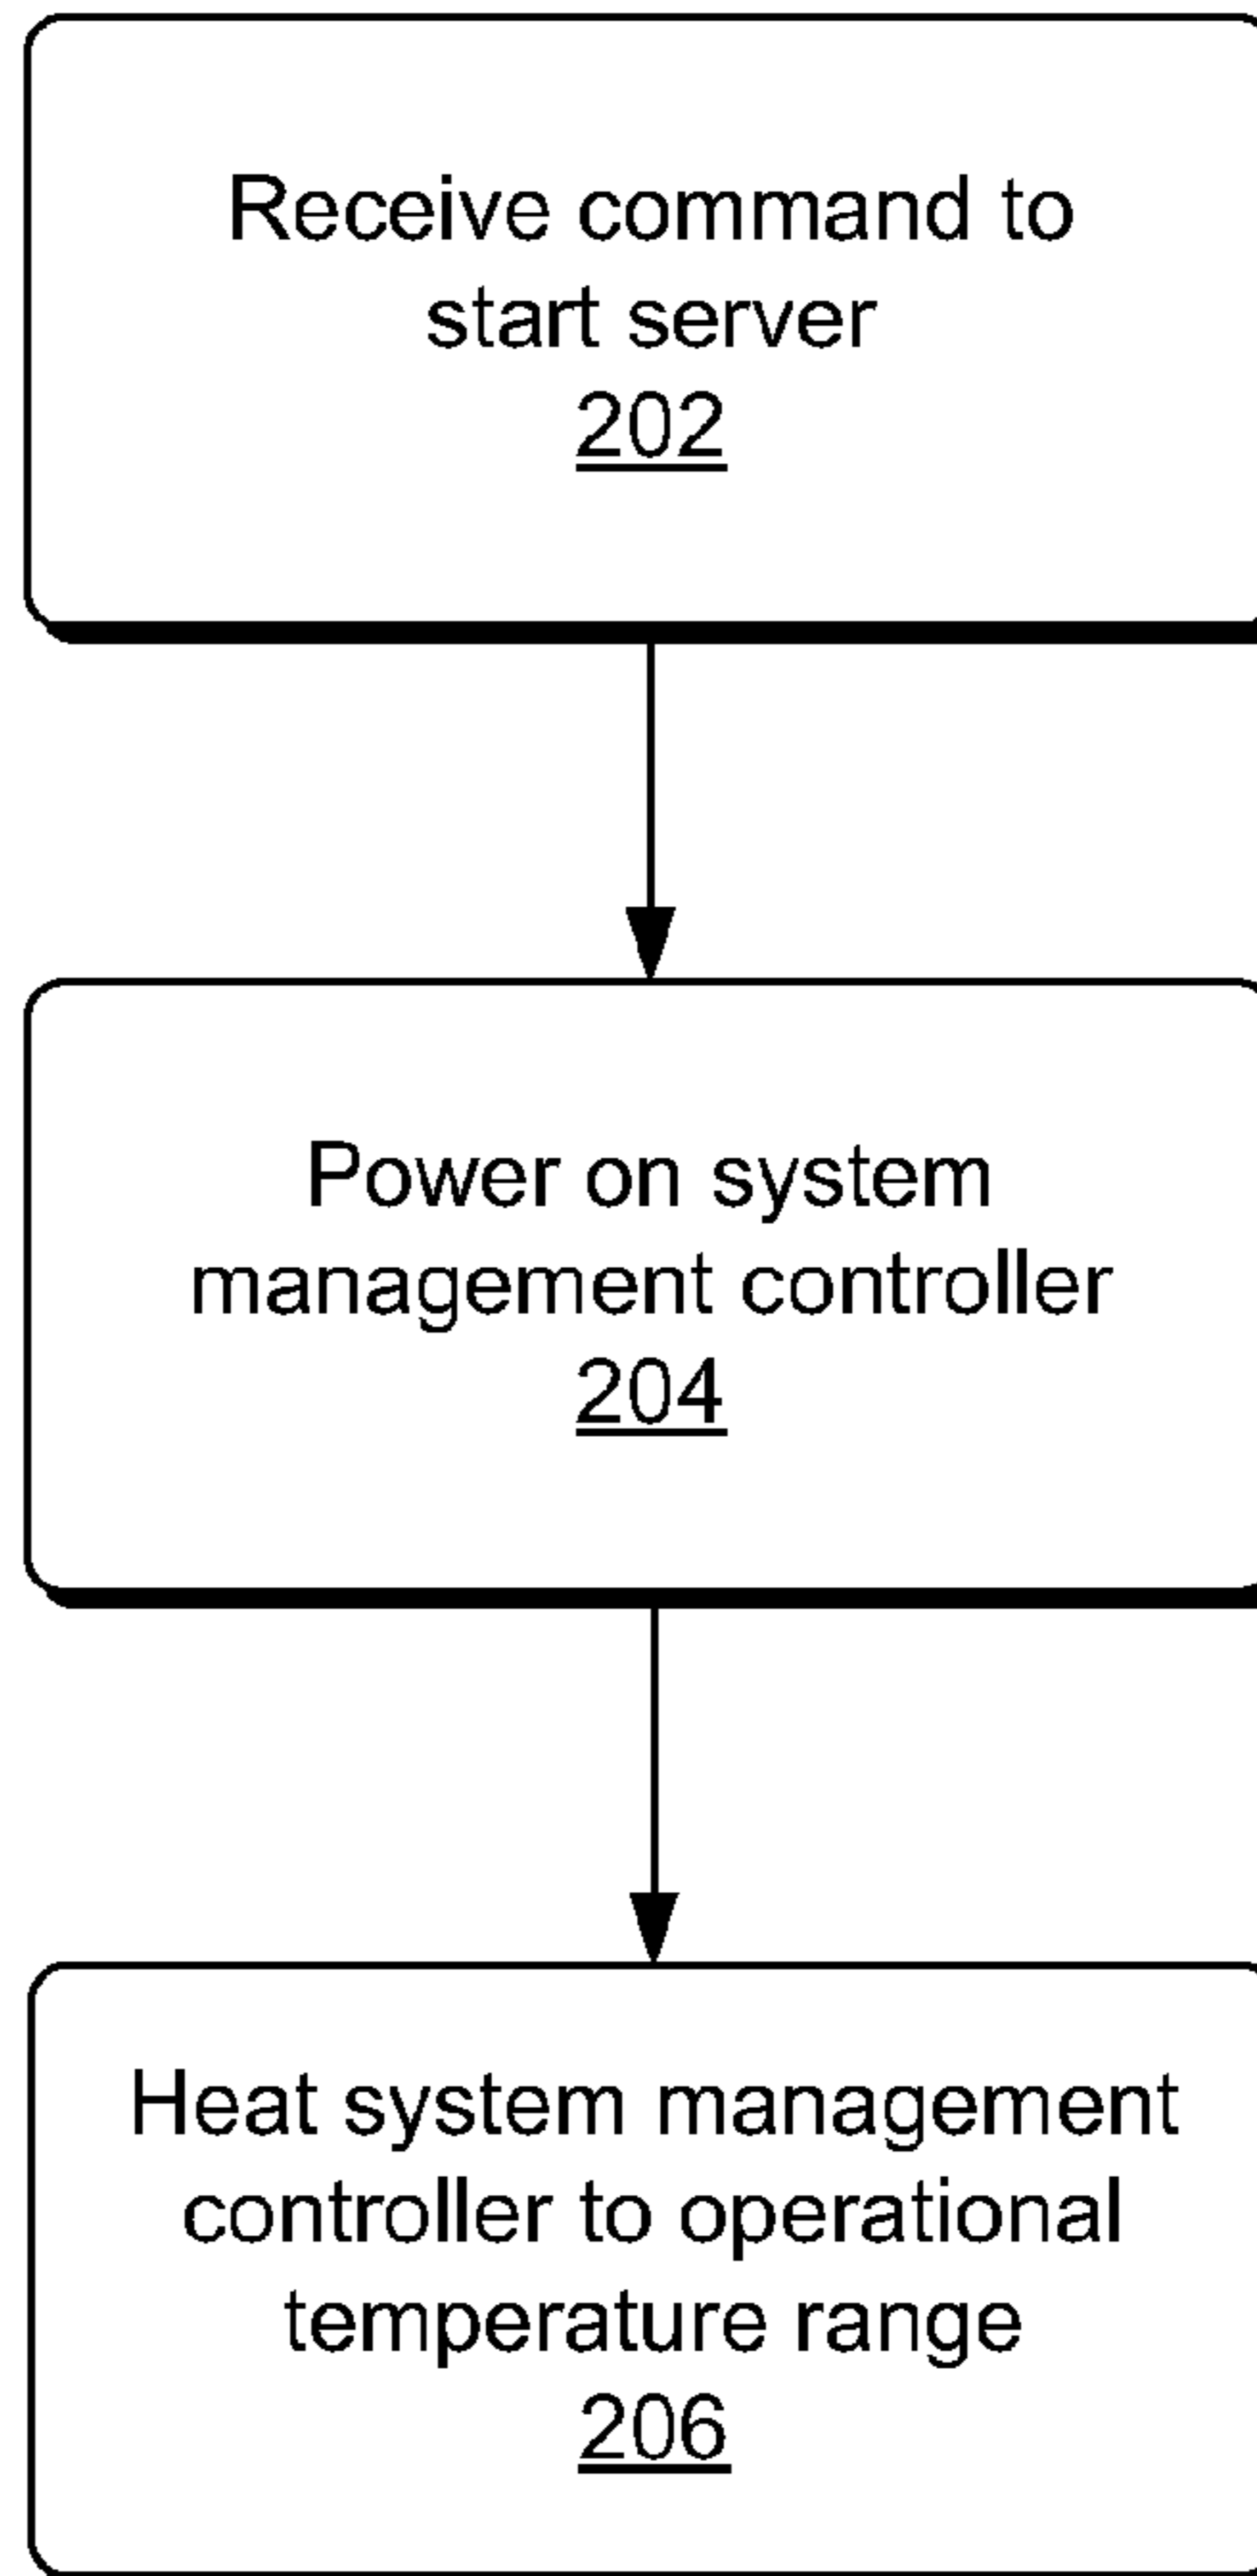 Receive command to
start server
202
Power on system
management controller
204
Heat system management
controller to operational
temperature range
206